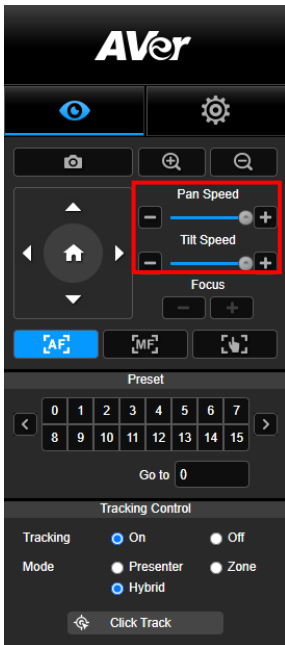 AVer
Pan Speed
Tilt Speed
Focus
AF
MF
Preset
0 1 2 3 4 5 6 7
8 9 10 11 12 13 14 15
Go to 0
Tracking Control
Tracking On Off
Mode Presenter Zone
Hybrid
Click Track